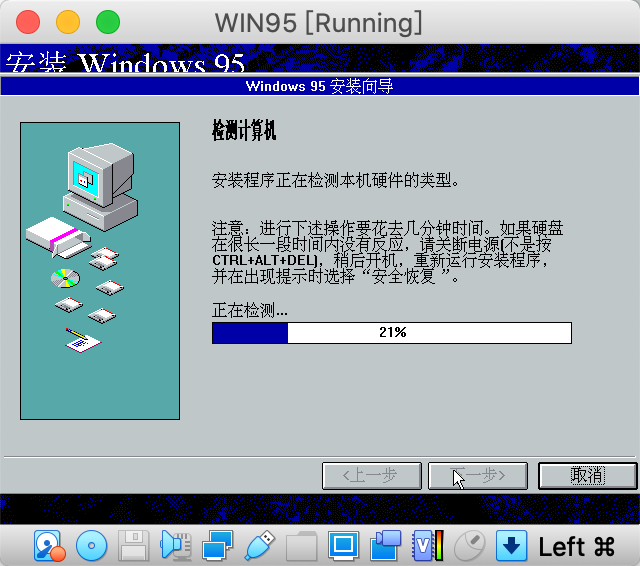 WIN95 [Running]
安装 Windows 95
Windows 95 安装向导
检测计算机
安装程序正在检测本机硬件的类型。
注意：进行下述操作要花去几分钟时间。如果硬盘
在很长一段时间内没有反应，请关断电源(不是按
CTRL+ALT+DEL)，稍后开机，重新运行安装程序，
并在出现提示时选择“安全恢复 ”。
正在检测...
21%
<上一步 下一步> 取消
Left ⌘